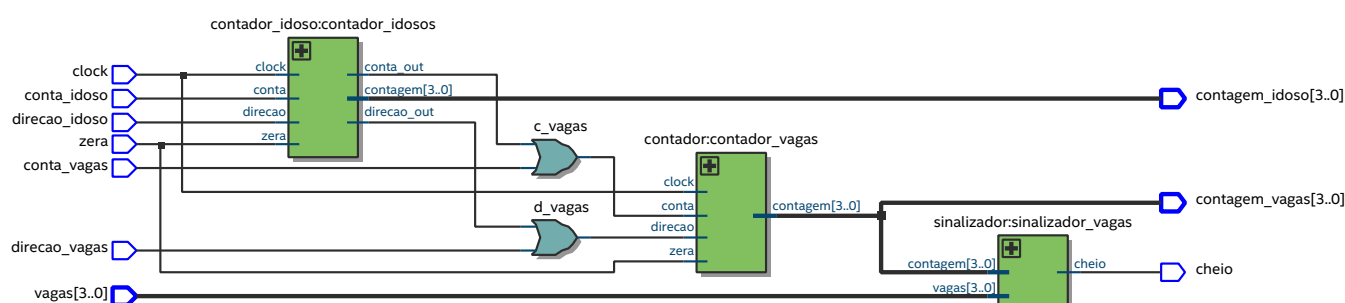 contador_idoso:contador_idosos
clock
conta_idoso
direcao_idoso
zera
conta_vagas
clock
conta
direcao
zera
conta_out
contagem[3..0]
direcao_out
contagem_idoso[3..0]
c_vagas
d_vagas
direcao_vagas
vagas[3..0]
contador:contador_vagas
clock
conta
direcao
zera
contagem[3..0]
contagem_vagas[3..0]
sinalizador:sinalizador_vagas
contagem[3..0]
vagas[3..0]
cheio
cheio